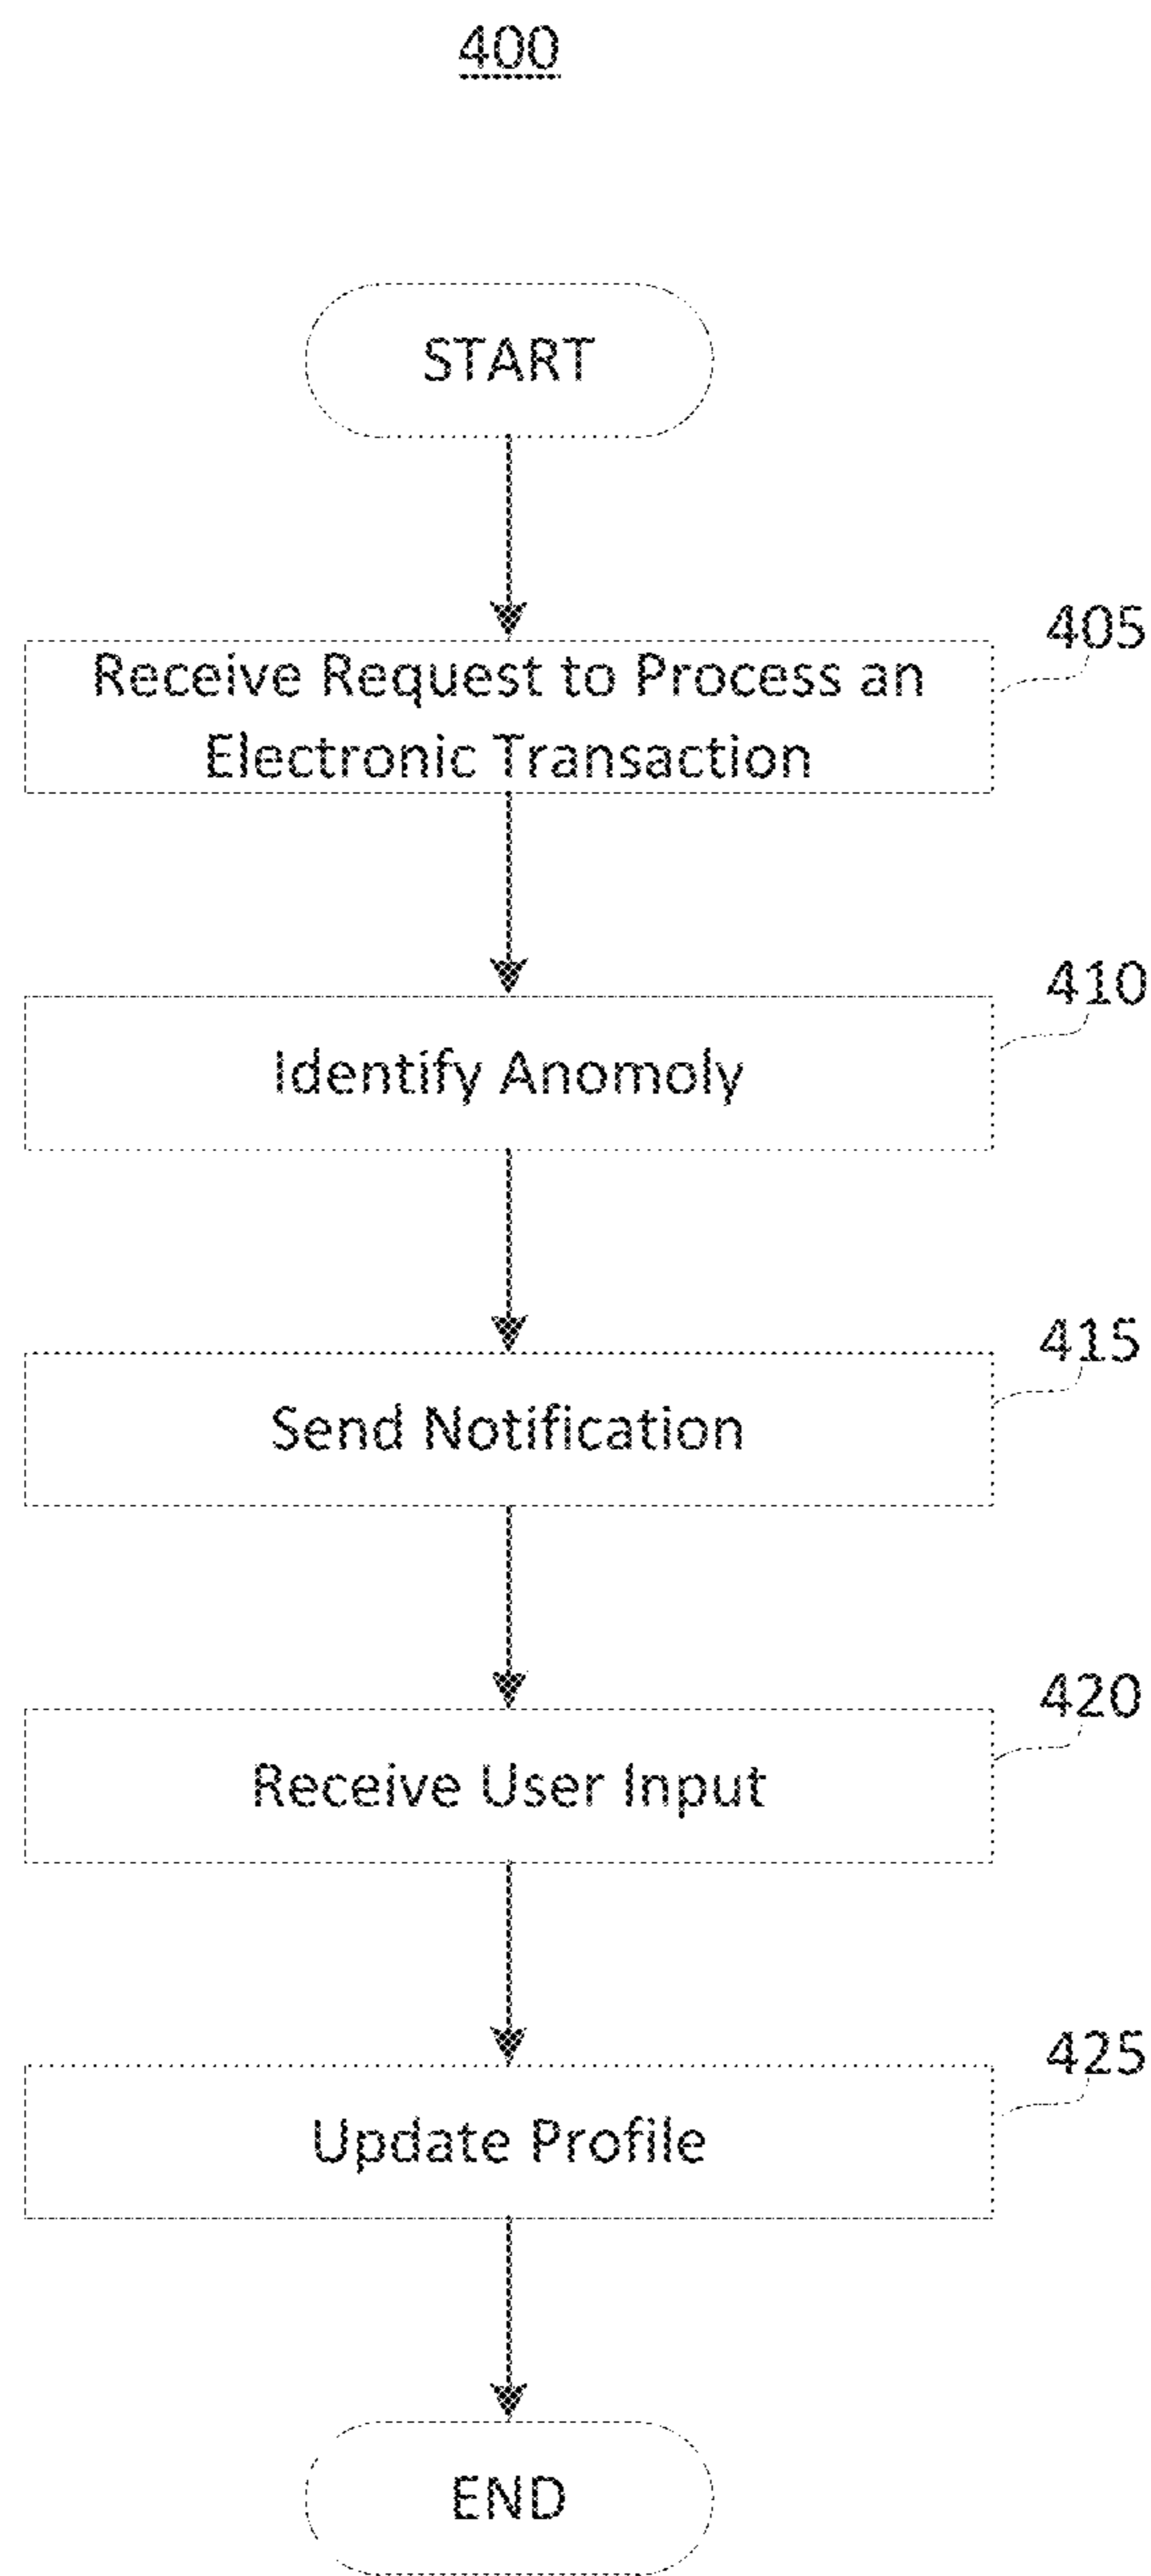 400
START
405
Receive Request to Process an
Electronic Transaction
410
Identify Anomoly
415
Send Notification
420
Receive User Input
425
Update Profile
END